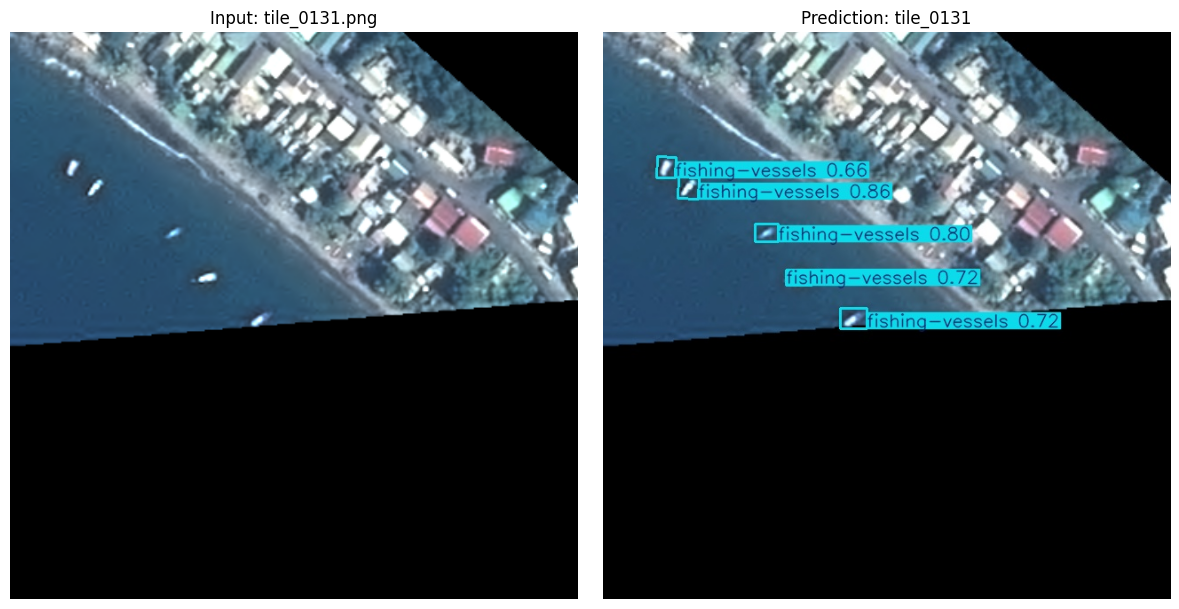 Input: tile_0131.png
Prediction: tile_0131
fishing-vessels 0.66
fishing-vessels 0.86
fishing-vessels 0.80
fishing-vessels 0.72
fishing-vessels 0.72